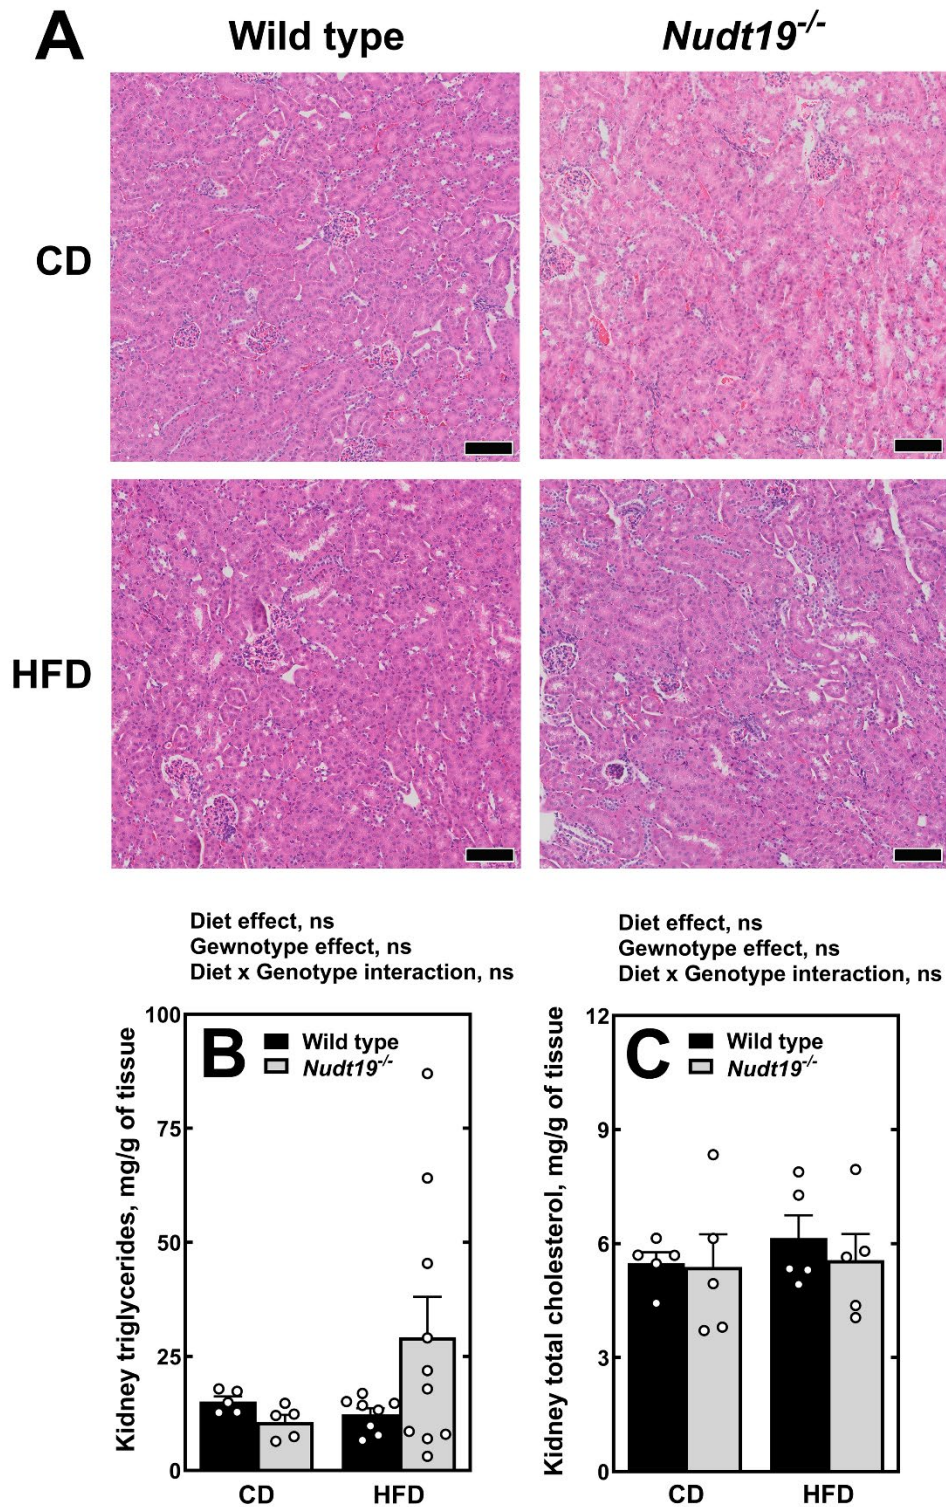 A
Wild type
Nudt19-/-
CD
HFD
Diet effect, ns
Gewnotype effect, ns
Diet x Genotype interaction, ns
Diet effect, ns
Gewnotype effect, ns
Diet x Genotype interaction, ns
B
Wild type
Nudt19-/-
Kidney triglycerides, mg/g of tissue
100
75
50
25
0
CD
HFD
C
Wild type
Nudt19-/-
Kidney total cholesterol, mg/g of tissue
12
9
6
3
0
CD
HFD